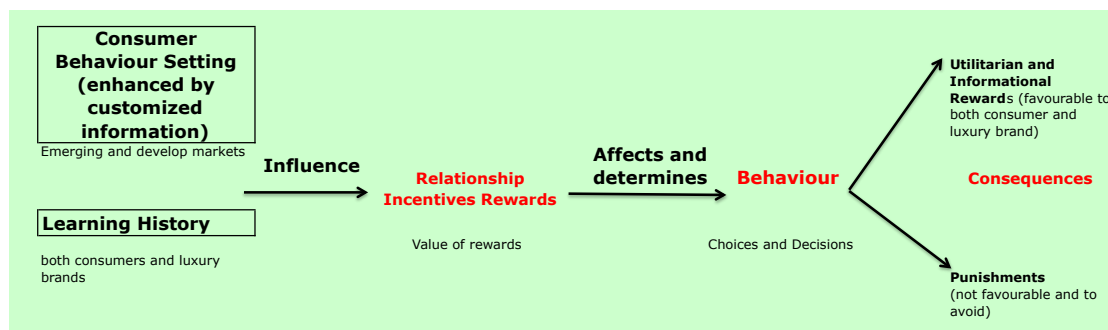 Consumer
Behaviour Setting
(enhanced by
customized
information)
Emerging and develop markets
Learning History
both consumers and luxury
brands
Influence
Relationship
Incentives Rewards
Value of rewards
Affects and
determines
Behaviour
Choices and Decisions
Utilitarian and
Informational
Rewards (favourable to
both consumer and
luxury brand)
Consequences
Punishments
(not favourable and to
avoid)